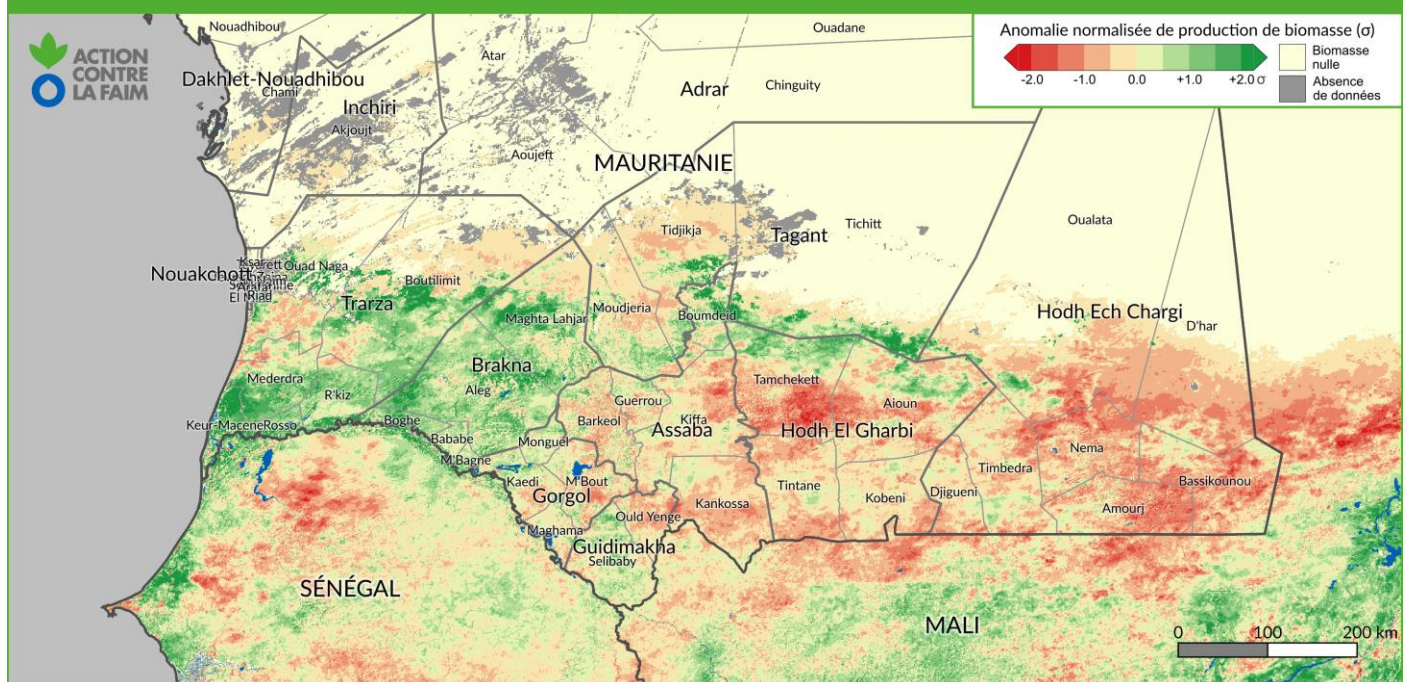 Anomalie normalisée de production de biomasse (σ)
-2.0
-1.0
0.0
+1.0
+2.0 σ
Biomasse
nulle
Absence
de données
ACTION
CONTRE
LA FAIM
Nouadhibou
Ouadane
Atar
Dakhlet-Nouadhibou
Chami
Inchiri
Adrar
Chinguity
Akjoujt
Aoujeft
MAURITANIE
Tidjikja
Tichitt
Oualata
Tagant
Ksar
Ouad Naga
Nouakchott
Riad
Boutilimit
Trarza
Moudjeria
Boumdeid
Hodh Ech Chargi
D'har
Maghta Lahjar
Brakna
Mederdra
R'kiz
Aleg
Tamchekett
Aioun
Guerrou
Barkeol
Kiffa
Assaba
Hodh El Gharbi
Keur-Macene
Rosso
Boghe
Bababe
Monguel
M'Bagne
Nema
Timbedra
Bassikounou
Kaedi
M'Bout
Gorgol
Tintane
Kobeni
Djigueni
Kankossa
Amourj
Ould Yenge
Maghama
Guidimakha
Selibaby
SÉNÉGAL
MALI
0
100
200 km